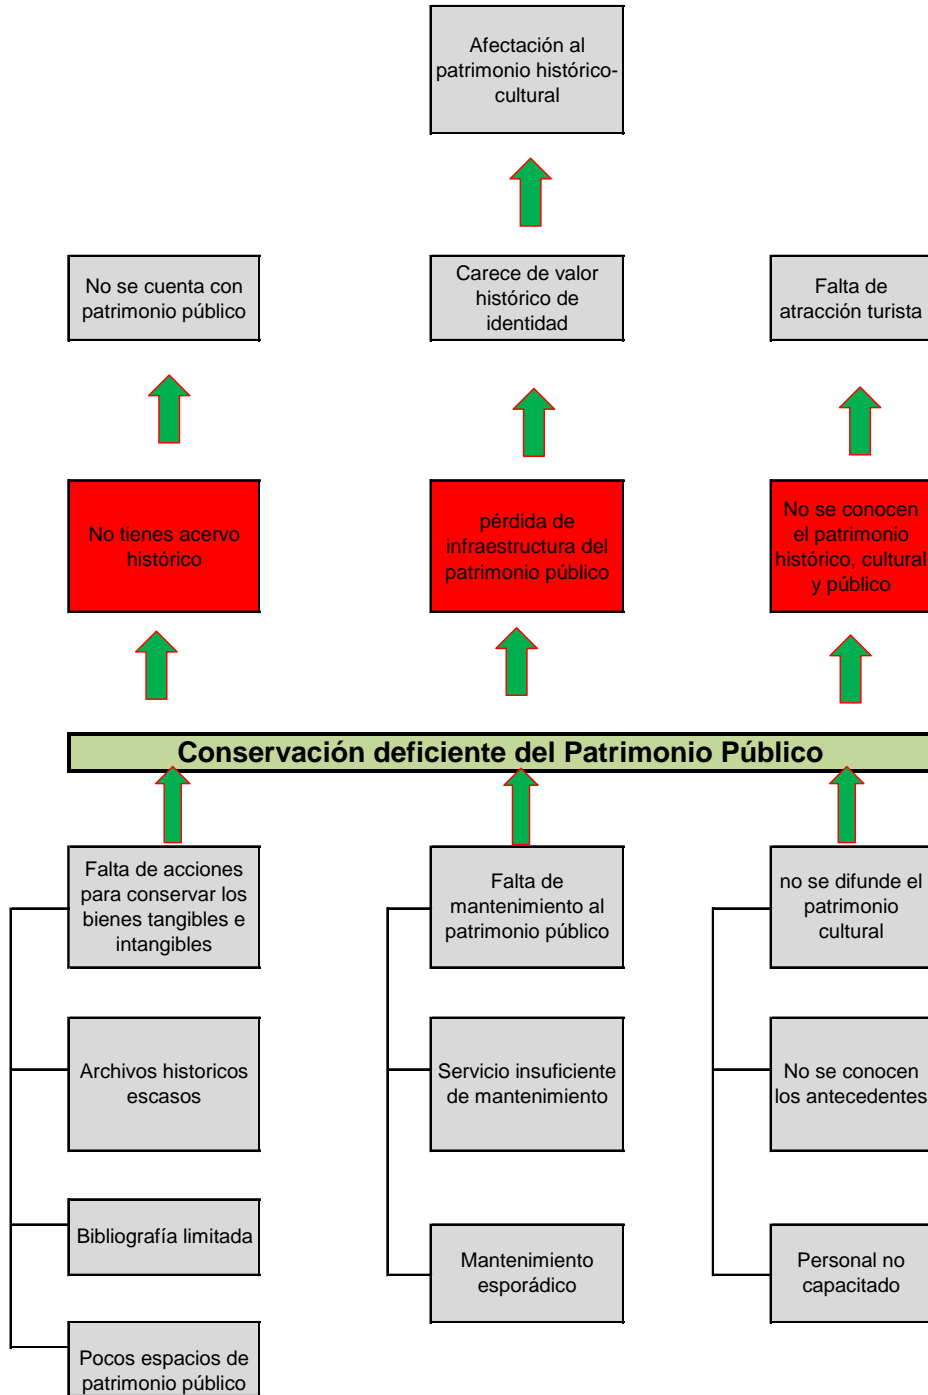 Afectación al
patrimonio histórico-
cultural
No se cuenta con
patrimonio público
Carece de valor
histórico de
identidad
Falta de
atracción turista
No tienes acervo
histórico
pérdida de
infraestructura del
patrimonio público
No se conocen
el patrimonio
histórico, cultural
y público
Conservación deficiente del Patrimonio Público
Falta de acciones
para conservar los
bienes tangibles e
intangibles
Falta de
mantenimiento al
patrimonio público
no se difunde el
patrimonio
cultural
Archivos historicos
escasos
Servicio insuficiente
de mantenimiento
No se conocen
los antecedentes
Bibliografía limitada
Mantenimiento
esporádico
Personal no
capacitado
Pocos espacios de
patrimonio público